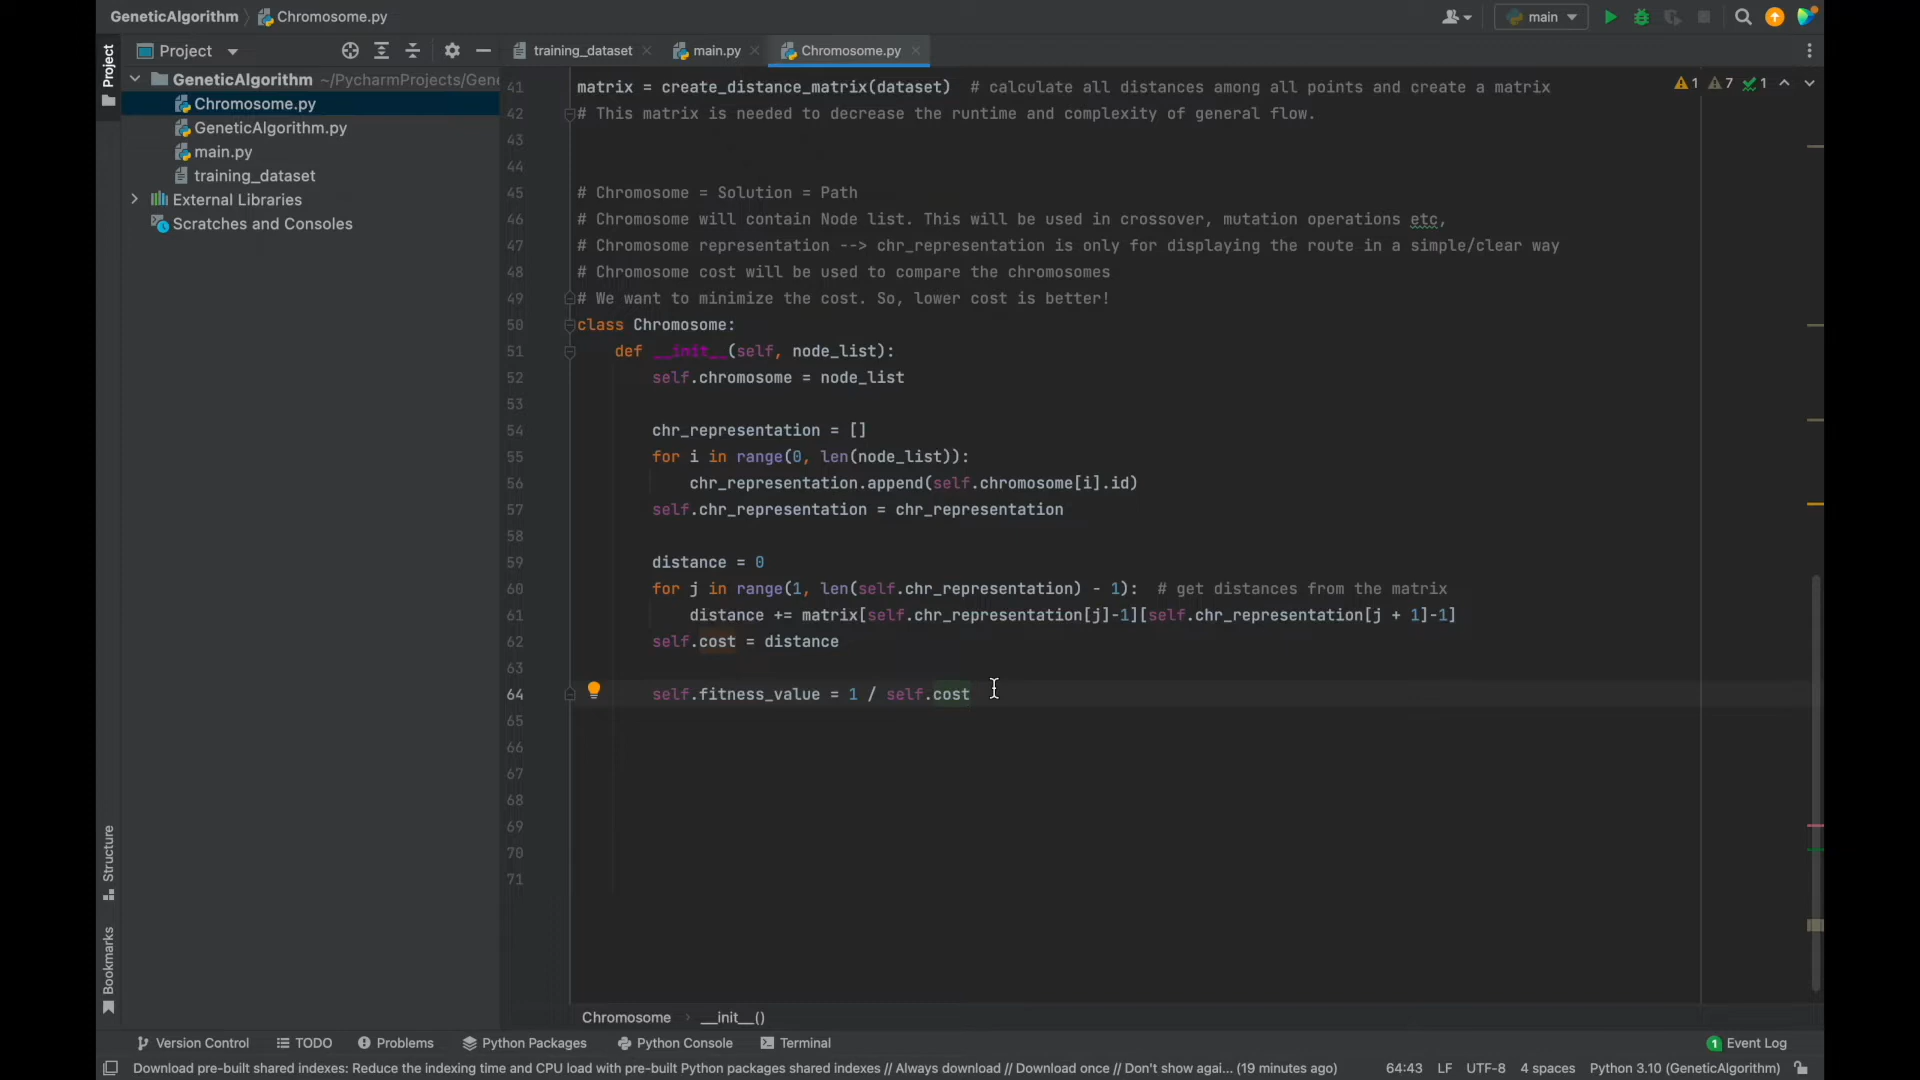 GeneticAlgorithm Chromosome.py
main
Project
Project
training_dataset
main.py
Chromosome.py
GeneticAlgorithm ~/PycharmProjects/Gene
Chromosome.py
GeneticAlgorithm.py
main.py
training_dataset
External Libraries
Scratches and Consoles
1 7 1
41 matrix = create_distance_matrix(dataset)  # calculate all distances among all points and create a matrix
42 # This matrix is needed to decrease the runtime and complexity of general flow.
43
44
45 # Chromosome = Solution = Path
46 # Chromosome will contain Node list. This will be used in crossover, mutation operations etc,
47 # Chromosome representation --> chr_representation is only for displaying the route in a simple/clear way
48 # Chromosome cost will be used to compare the chromosomes
49 # We want to minimize the cost. So, lower cost is better!
50 class Chromosome:
51     def __init__(self, node_list):
52         self.chromosome = node_list
53
54         chr_representation = []
55         for i in range(0, len(node_list)):
56             chr_representation.append(self.chromosome[i].id)
57         self.chr_representation = chr_representation
58
59         distance = 0
60         for j in range(1, len(self.chr_representation) - 1):  # get distances from the matrix
61             distance += matrix[self.chr_representation[j]-1][self.chr_representation[j + 1]-1]
62         self.cost = distance
63
64         self.fitness_value = 1 / self.cost
65
66
67
68
69
70
71
Structure
Bookmarks
Chromosome __init__()
Version Control TODO Problems Python Packages Python Console Terminal 1 Event Log
Download pre-built shared indexes: Reduce the indexing time and CPU load with pre-built Python packages shared indexes // Always download // Download once // Don't show agai... (19 minutes ago) 64:43 LF UTF-8 4 spaces Python 3.10 (GeneticAlgorithm)